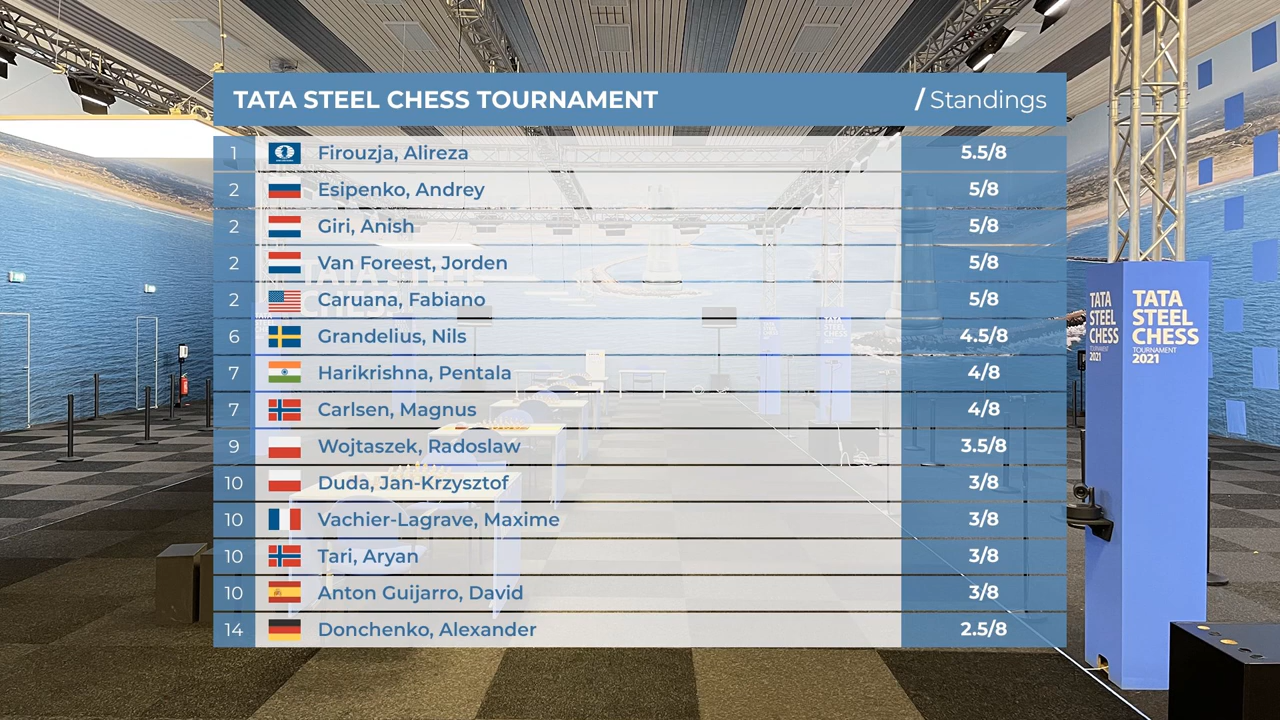 TATA STEEL CHESS TOURNAMENT / Standings
1 Firouzja, Alireza 5.5/8
2 Esipenko, Andrey 5/8
2 Giri, Anish 5/8
2 Van Foreest, Jorden 5/8
2 Caruana, Fabiano 5/8
6 Grandelius, Nils 4.5/8
7 Harikrishna, Pentala 4/8
7 Carlsen, Magnus 4/8
9 Wojtaszek, Radoslaw 3.5/8
10 Duda, Jan-Krzysztof 3/8
10 Vachier-Lagrave, Maxime 3/8
10 Tari, Aryan 3/8
10 Anton Guijarro, David 3/8
14 Donchenko, Alexander 2.5/8
TATA
STEEL
CHESS
TOURNAMENT
2021
TATA
STEEL
CHESS
TOURNAMENT
2021